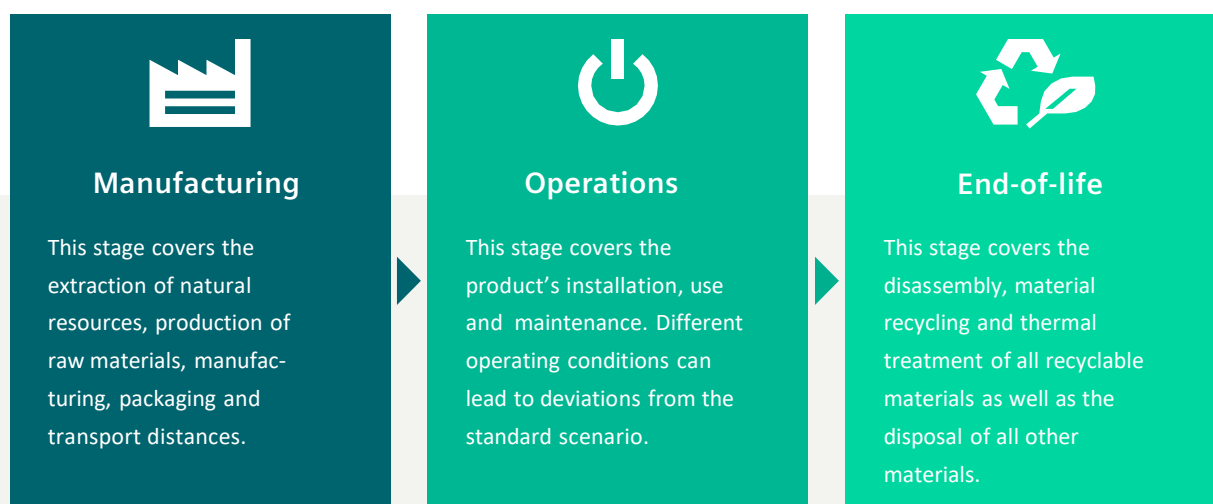 Manufacturing
This stage covers the
extraction of natural
resources, production of
raw materials, manufac-
turing, packaging and
transport distances.
Operations
This stage covers the
product’s installation, use
and maintenance. Different
operating conditions can
lead to deviations from the
standard scenario.
End-of-life
This stage covers the
disassembly, material
recycling and thermal
treatment of all recyclable
materials as well as the
disposal of all other
materials.